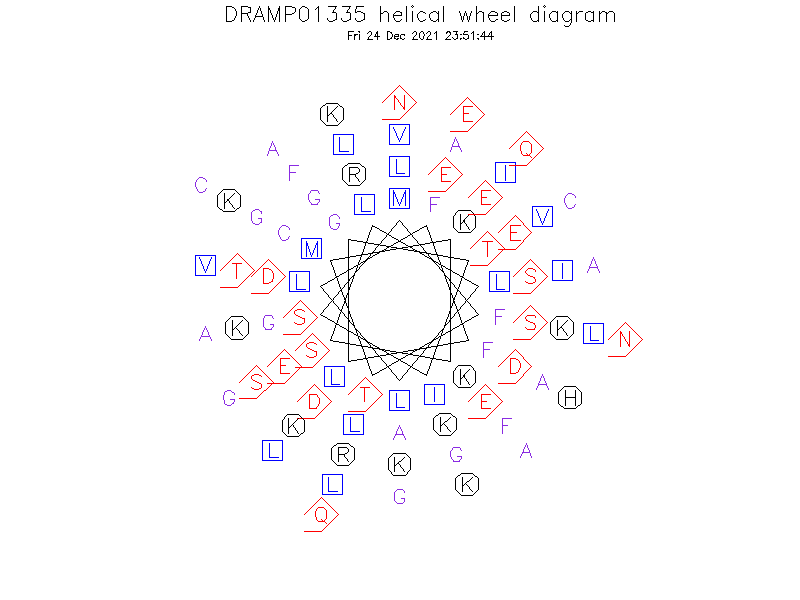 DRAMP01335 helical wheel diagram
Fri 24 Dec 2021 23:51:44
N
K E
V
A L A Q
L
F R E I
C
K G L M F E C
G G K V
C E
M T
V T D L L S I A
A K G S F S K L N
S F
E D
L K
S A
G D T L I E H
K L A K F
L R G A
K
L K
G
Q